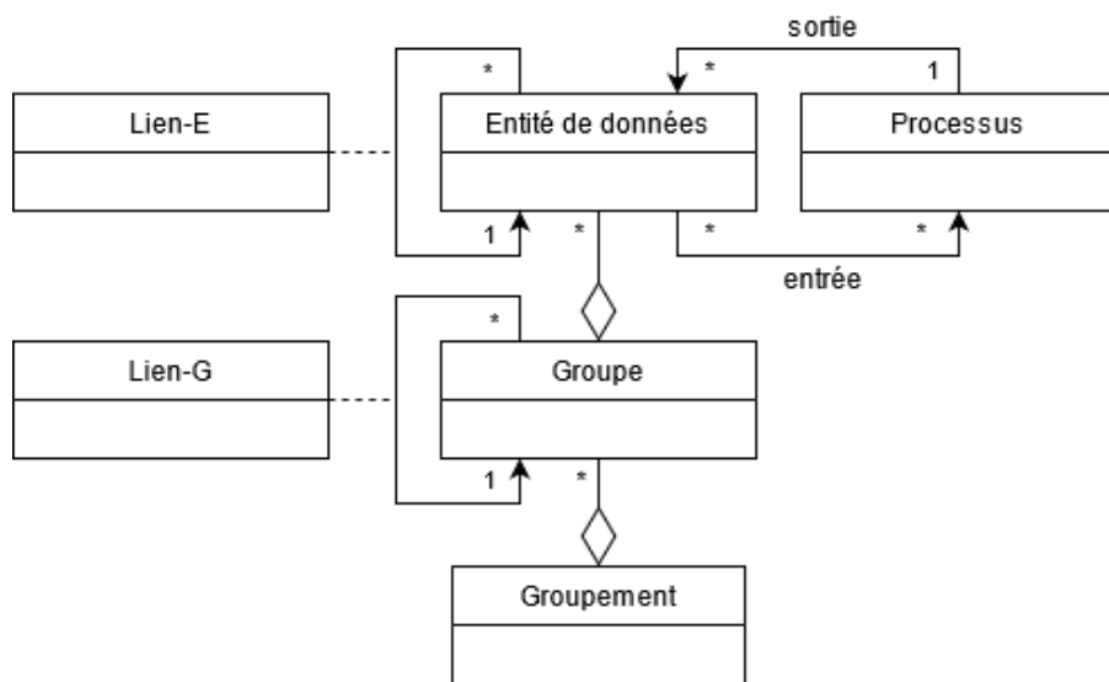 sortie
* * 1
Lien-E Entité de données Processus
1 * * *
entrée
*
Lien-G Groupe
1 *
Groupement